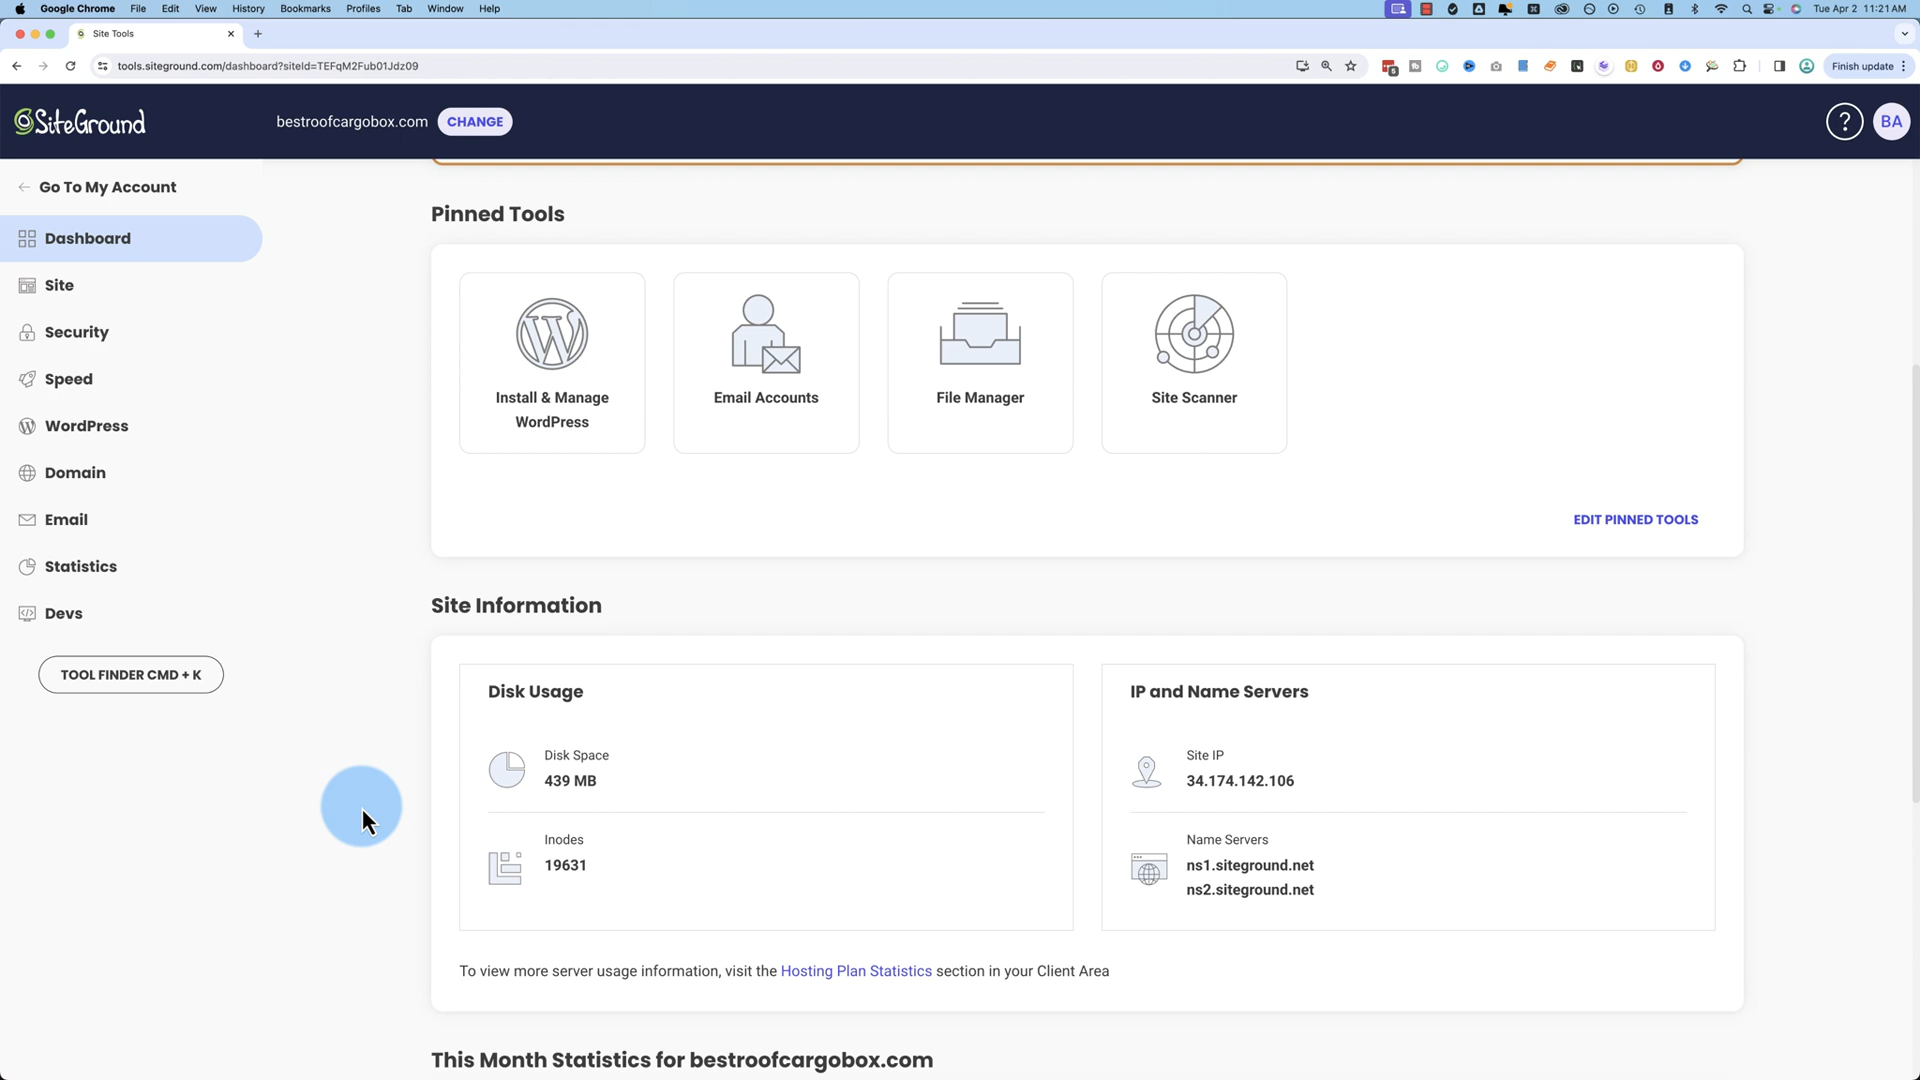 Google Chrome File Edit View History Bookmarks Profiles Tab Window Help Tue Apr 2 11:21 AM
Site Tools
tools.siteground.com/dashboard?siteId=TEFqM2Fub01Jdz09
5
Finish update
SiteGround
bestroofcargobox.com CHANGE
? BA
Go To My Account
Dashboard
Site
Security
Speed
WordPress
Domain
Email
Statistics
Devs
TOOL FINDER CMD + K
Pinned Tools
Install & Manage
WordPress
Email Accounts
File Manager
Site Scanner
EDIT PINNED TOOLS
Site Information
Disk Usage
Disk Space
439 MB
Inodes
19631
IP and Name Servers
Site IP
34.174.142.106
Name Servers
ns1.siteground.net
ns2.siteground.net
To view more server usage information, visit the Hosting Plan Statistics section in your Client Area
This Month Statistics for bestroofcargobox.com